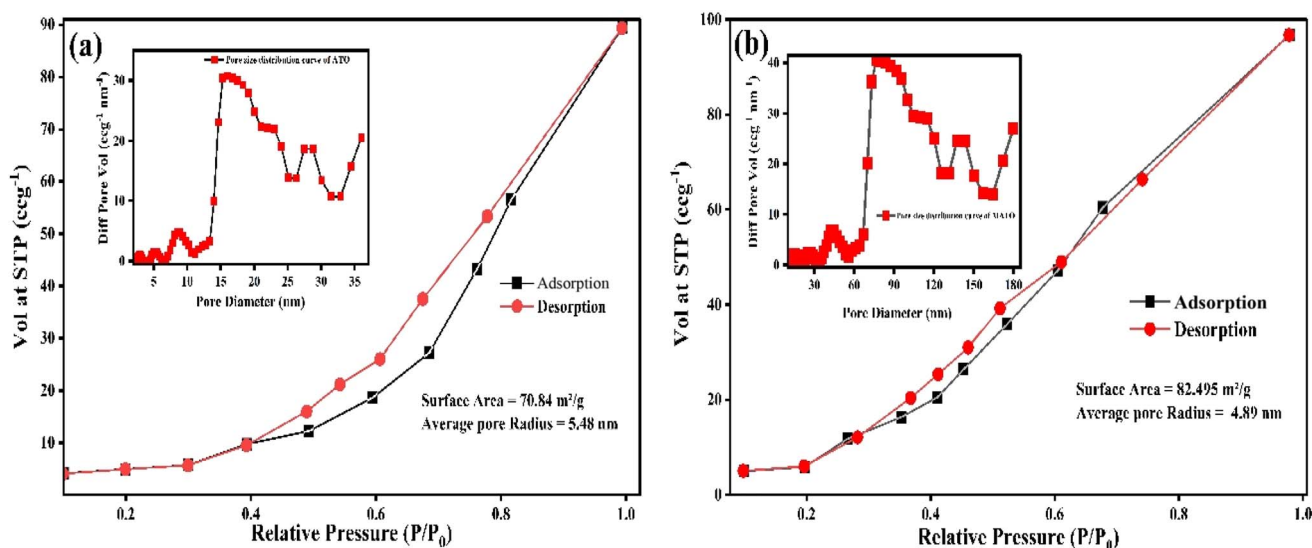 (a)
Vol at STP (ccg⁻¹)
90
80
70
60
50
40
30
20
10
0.2 0.4 0.6 0.8 1.0
Relative Pressure (P/P₀)
Pore size distribution curve of ATO
Diff Pore Vol (ccg⁻¹ nm⁻¹)
30
20
10
0
5 10 15 20 25 30 35
Pore Diameter (nm)
Adsorption
Desorption
Surface Area = 70.84 m²/g
Average pore Radius = 5.48 nm
(b)
Vol at STP (ccg⁻¹)
100
80
60
40
20
0
0.2 0.4 0.6 0.8 1.0
Relative Pressure (P/P₀)
Pore size distribution curve of MATO
Diff Pore Vol (ccg⁻¹ nm⁻¹)
40
30
20
10
0
30 60 90 120 150 180
Pore Diameter (nm)
Adsorption
Desorption
Surface Area = 82.495 m²/g
Average pore Radius = 4.89 nm